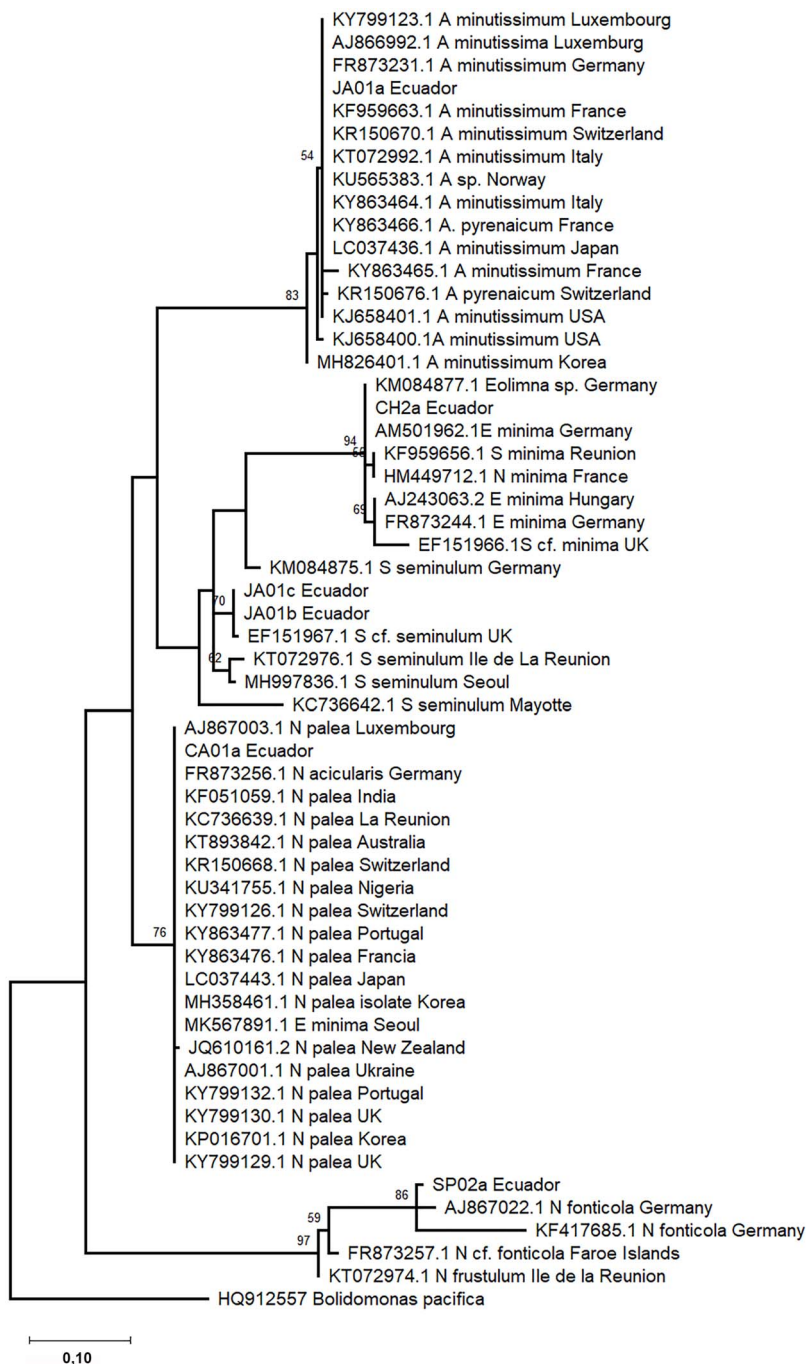 KY799123.1 A minutissimum Luxembourg
AJ866992.1 A minutissima Luxemburg
FR873231.1 A minutissimum Germany
JA01a Ecuador
KF959663.1 A minutissimum France
KR150670.1 A minutissimum Switzerland
54
KT072992.1 A minutissimum Italy
KU565383.1 A sp. Norway
KY863464.1 A minutissimum Italy
KY863466.1 A. pyrenaicum France
LC037436.1 A minutissimum Japan
KY863465.1 A minutissimum France
83
KR150676.1 A pyrenaicum Switzerland
KJ658401.1 A minutissimum USA
KJ658400.1A minutissimum USA
MH826401.1 A minutissimum Korea
KM084877.1 Eolimna sp. Germany
CH2a Ecuador
AM501962.1E minima Germany
94
58
KF959656.1 S minima Reunion
HM449712.1 N minima France
AJ243063.2 E minima Hungary
69
FR873244.1 E minima Germany
EF151966.1S cf. minima UK
KM084875.1 S seminulum Germany
JA01c Ecuador
70
JA01b Ecuador
EF151967.1 S cf. seminulum UK
62
KT072976.1 S seminulum Ile de La Reunion
MH997836.1 S seminulum Seoul
KC736642.1 S seminulum Mayotte
AJ867003.1 N palea Luxembourg
CA01a Ecuador
FR873256.1 N acicularis Germany
KF051059.1 N palea India
KC736639.1 N palea La Reunion
KT893842.1 N palea Australia
KR150668.1 N palea Switzerland
KU341755.1 N palea Nigeria
KY799126.1 N palea Switzerland
76
KY863477.1 N palea Portugal
KY863476.1 N palea Francia
LC037443.1 N palea Japan
MH358461.1 N palea isolate Korea
MK567891.1 E minima Seoul
JQ610161.2 N palea New Zealand
AJ867001.1 N palea Ukraine
KY799132.1 N palea Portugal
KY799130.1 N palea UK
KP016701.1 N palea Korea
KY799129.1 N palea UK
SP02a Ecuador
86
AJ867022.1 N fonticola Germany
59
KF417685.1 N fonticola Germany
97
FR873257.1 N cf. fonticola Faroe Islands
KT072974.1 N frustulum Ile de la Reunion
HQ912557 Bolidomonas pacifica
0,10